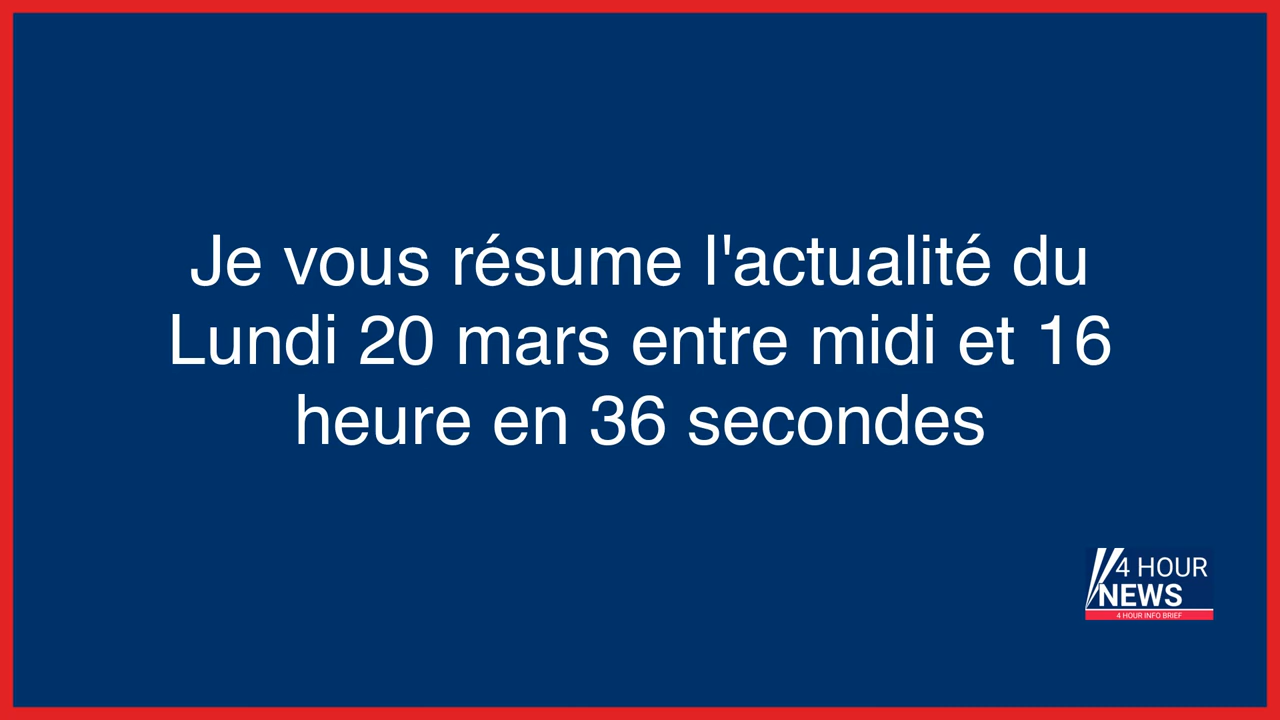 Je vous résume l'actualité du
Lundi 20 mars entre midi et 16
heure en 36 secondes
4 HOUR
NEWS
4 HOUR INFO BRIEF